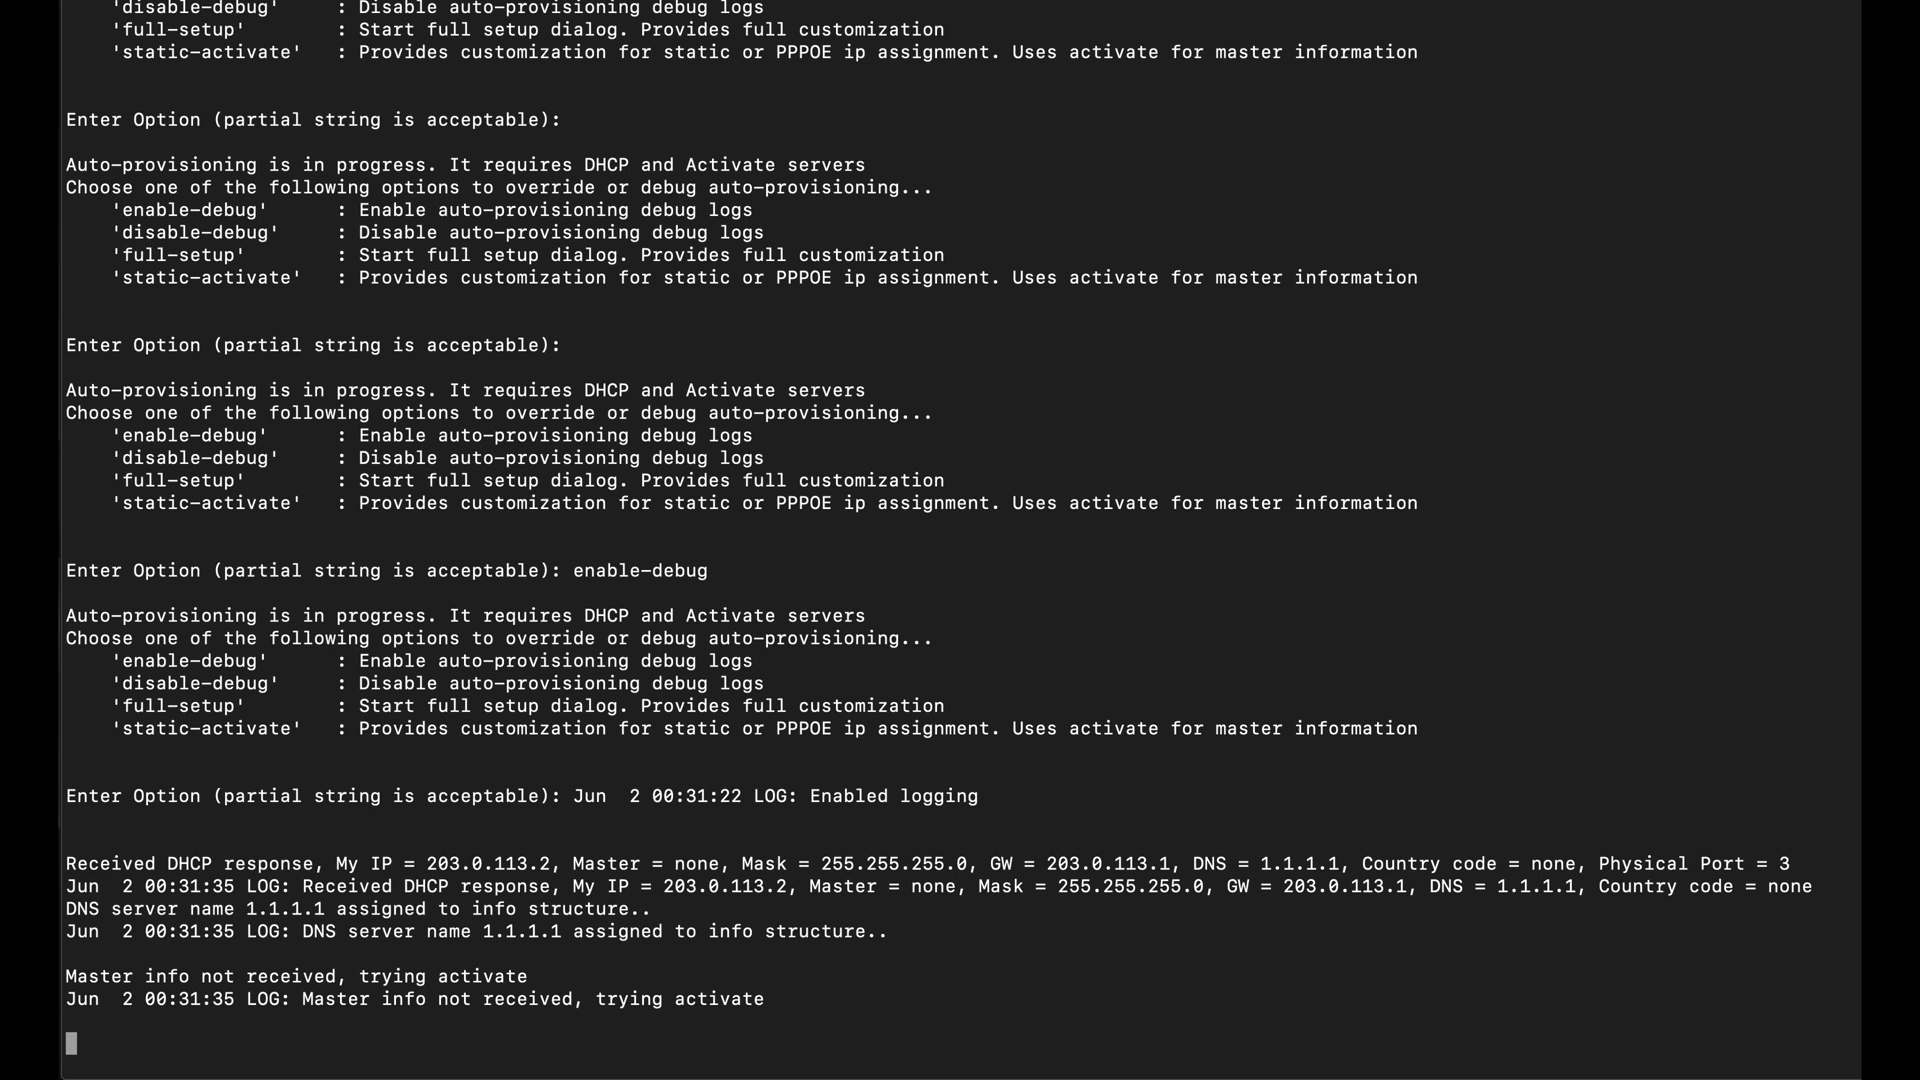 'disable-debug'     : Disable auto-provisioning debug logs
'full-setup'        : Start full setup dialog. Provides full customization
'static-activate'   : Provides customization for static or PPPOE ip assignment. Uses activate for master information
Enter Option (partial string is acceptable):
Auto-provisioning is in progress. It requires DHCP and Activate servers
Choose one of the following options to override or debug auto-provisioning...
'enable-debug'      : Enable auto-provisioning debug logs
'disable-debug'     : Disable auto-provisioning debug logs
'full-setup'        : Start full setup dialog. Provides full customization
'static-activate'   : Provides customization for static or PPPOE ip assignment. Uses activate for master information
Enter Option (partial string is acceptable):
Auto-provisioning is in progress. It requires DHCP and Activate servers
Choose one of the following options to override or debug auto-provisioning...
'enable-debug'      : Enable auto-provisioning debug logs
'disable-debug'     : Disable auto-provisioning debug logs
'full-setup'        : Start full setup dialog. Provides full customization
'static-activate'   : Provides customization for static or PPPOE ip assignment. Uses activate for master information
Enter Option (partial string is acceptable): enable-debug
Auto-provisioning is in progress. It requires DHCP and Activate servers
Choose one of the following options to override or debug auto-provisioning...
'enable-debug'      : Enable auto-provisioning debug logs
'disable-debug'     : Disable auto-provisioning debug logs
'full-setup'        : Start full setup dialog. Provides full customization
'static-activate'   : Provides customization for static or PPPOE ip assignment. Uses activate for master information
Enter Option (partial string is acceptable): Jun  2 00:31:22 LOG: Enabled logging
Received DHCP response, My IP = 203.0.113.2, Master = none, Mask = 255.255.255.0, GW = 203.0.113.1, DNS = 1.1.1.1, Country code = none, Physical Port = 3
Jun  2 00:31:35 LOG: Received DHCP response, My IP = 203.0.113.2, Master = none, Mask = 255.255.255.0, GW = 203.0.113.1, DNS = 1.1.1.1, Country code = none
DNS server name 1.1.1.1 assigned to info structure..
Jun  2 00:31:35 LOG: DNS server name 1.1.1.1 assigned to info structure..
Master info not received, trying activate
Jun  2 00:31:35 LOG: Master info not received, trying activate